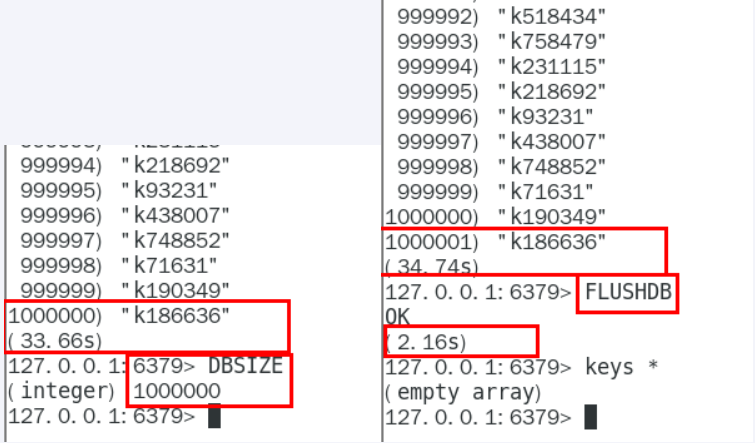 999994) "k218692"
999995) "k93231"
999996) "k438007"
999997) "k748852"
999998) "k71631"
999999) "k190349"
1000000) "k186636"
(33.66s)
127.0.0.1:6379> DBSIZE
(integer) 1000000
127.0.0.1:6379>
999992) "k518434"
999993) "k758479"
999994) "k231115"
999995) "k218692"
999996) "k93231"
999997) "k438007"
999998) "k748852"
999999) "k71631"
1000000) "k190349"
1000001) "k186636"
(34.74s)
127.0.0.1:6379> FLUSHDB
OK
(2.16s)
127.0.0.1:6379> keys *
(empty array)
127.0.0.1:6379>